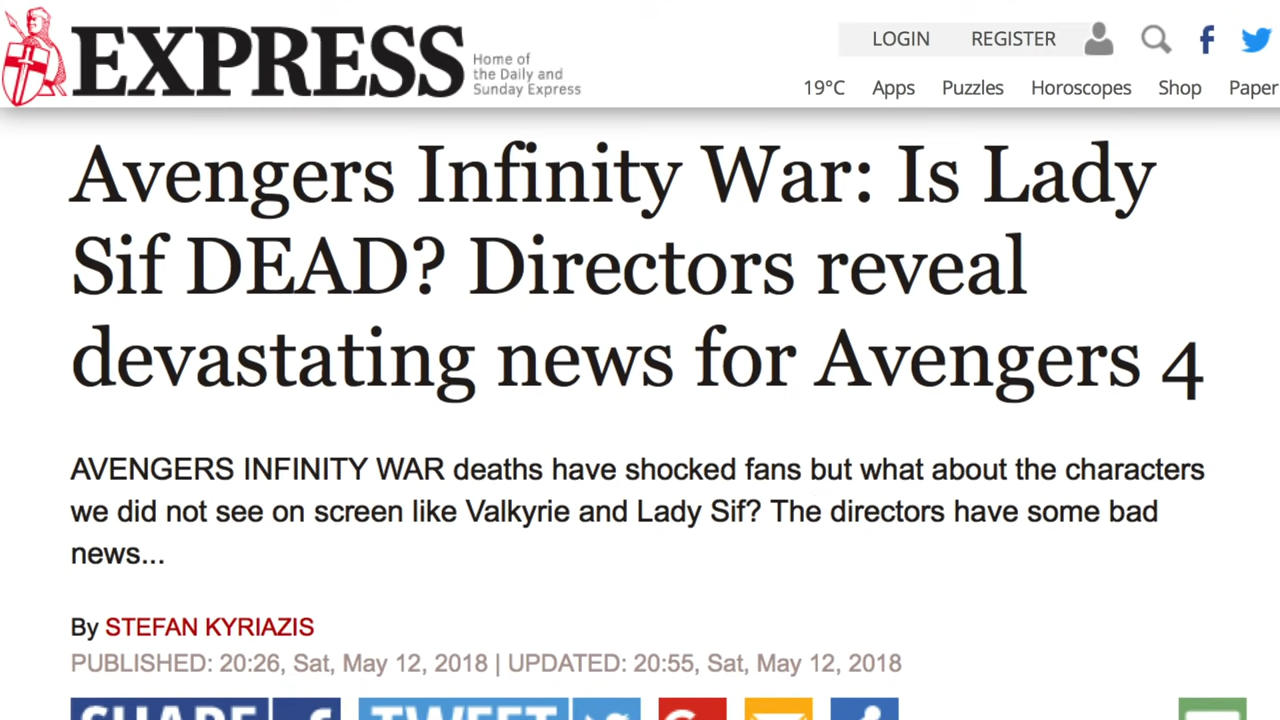 EXPRESS
Home of
the Daily and
Sunday Express
LOGIN REGISTER
19°C Apps Puzzles Horoscopes Shop Paper
Avengers Infinity War: Is Lady
Sif DEAD? Directors reveal
devastating news for Avengers 4
AVENGERS INFINITY WAR deaths have shocked fans but what about the characters
we did not see on screen like Valkyrie and Lady Sif? The directors have some bad
news...
By STEFAN KYRIAZIS
PUBLISHED: 20:26, Sat, May 12, 2018 | UPDATED: 20:55, Sat, May 12, 2018
SHARE TWEET